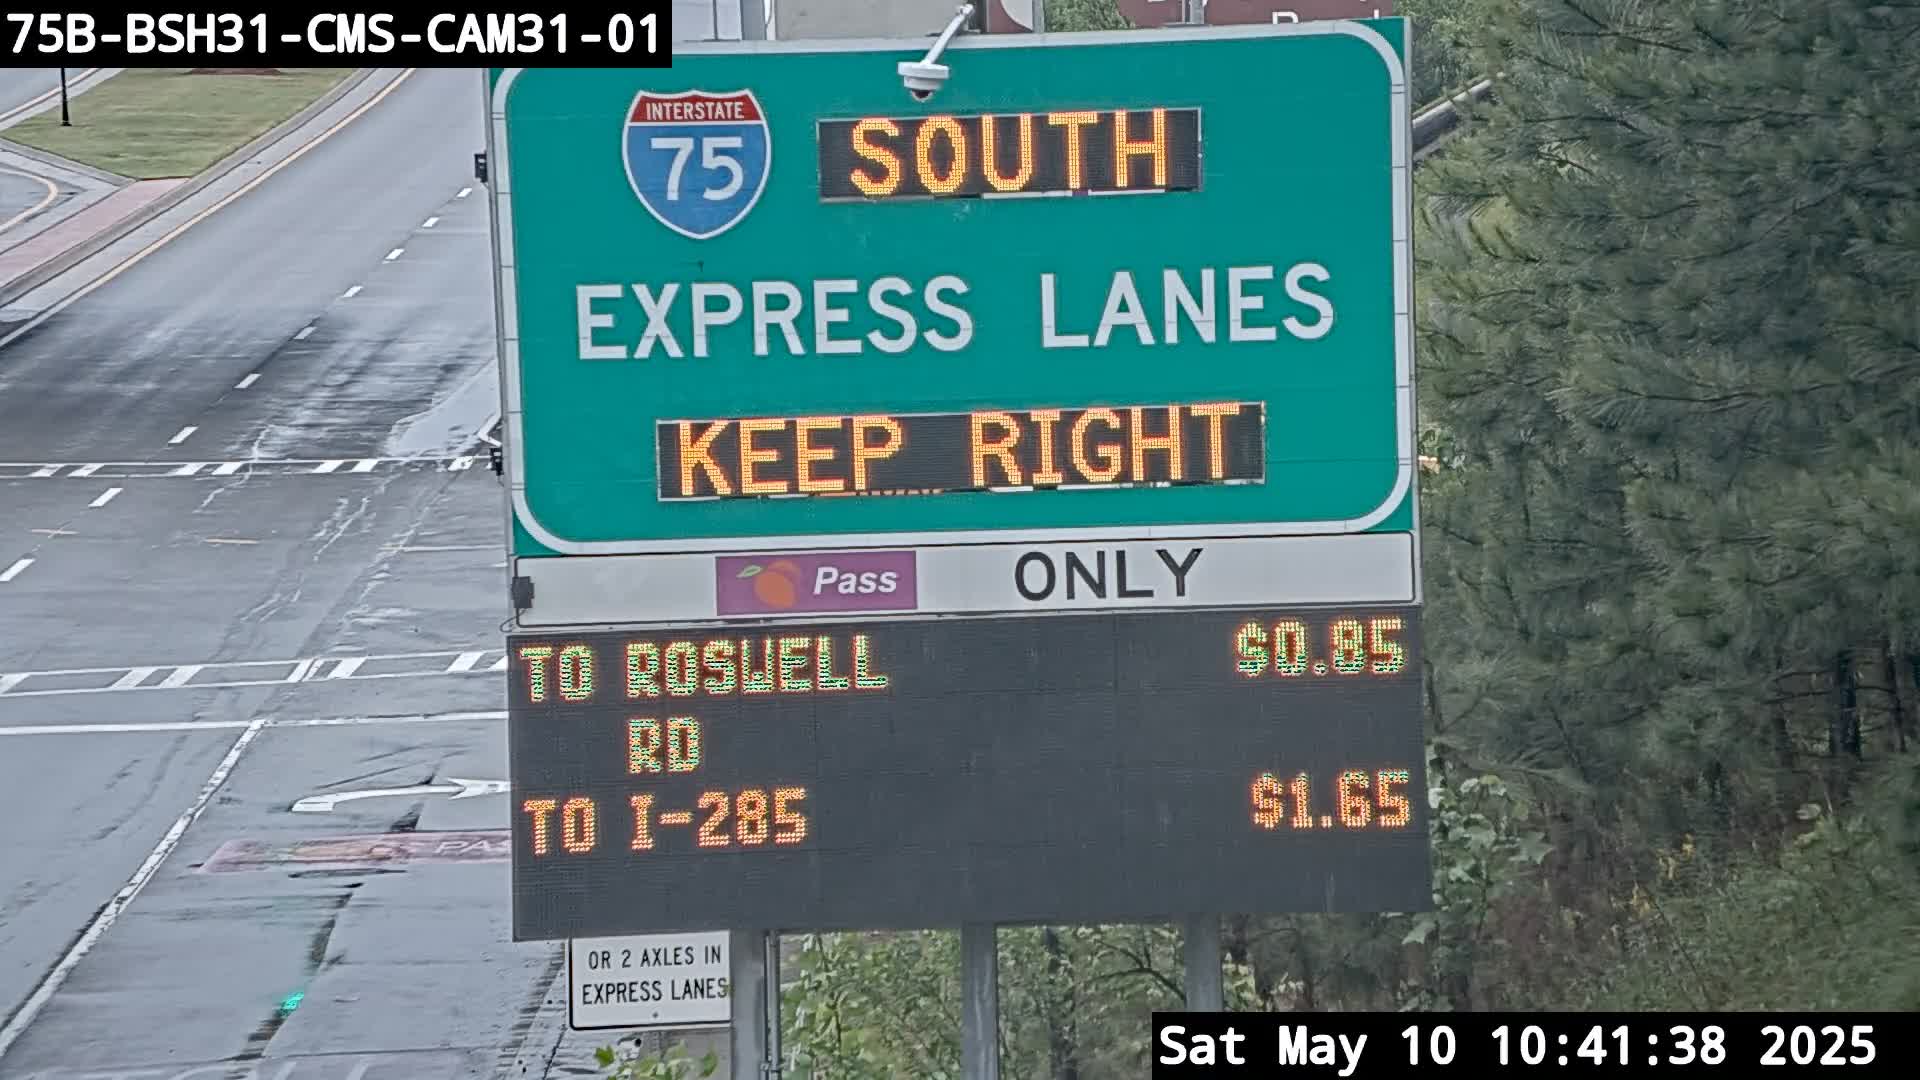 75B-BSH31-CMS-CAM31-01
INTERSTATE
75
SOUTH
EXPRESS LANES
KEEP RIGHT
Pass ONLY
TO ROSWELL $0.85
RD
TO I-285 $1.65
OR 2 AXLES IN
EXPRESS LANES
Sat May 10 10:41:38 2025